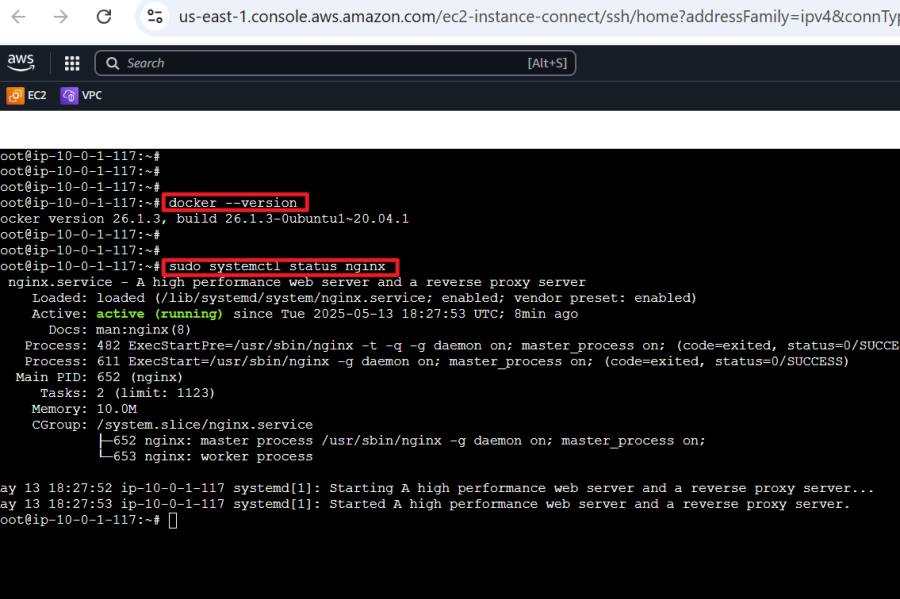 us-east-1.console.aws.amazon.com/ec2-instance-connect/ssh/home?addressFamily=ipv4&connTyp
aws Search [Alt+S]
EC2 VPC
oot@ip-10-0-1-117:~#
oot@ip-10-0-1-117:~#
oot@ip-10-0-1-117:~#
oot@ip-10-0-1-117:~# docker --version
ocker version 26.1.3, build 26.1.3-0ubuntu1~20.04.1
oot@ip-10-0-1-117:~#
oot@ip-10-0-1-117:~#
oot@ip-10-0-1-117:~# sudo systemctl status nginx
nginx.service - A high performance web server and a reverse proxy server
Loaded: loaded (/lib/systemd/system/nginx.service; enabled; vendor preset: enabled)
Active: active (running) since Tue 2025-05-13 18:27:53 UTC; 8min ago
Docs: man:nginx(8)
Process: 482 ExecStartPre=/usr/sbin/nginx -t -q -g daemon on; master_process on; (code=exited, status=0/SUCCE
Process: 611 ExecStart=/usr/sbin/nginx -g daemon on; master_process on; (code=exited, status=0/SUCCESS)
Main PID: 652 (nginx)
Tasks: 2 (limit: 1123)
Memory: 10.0M
CGroup: /system.slice/nginx.service
├─652 nginx: master process /usr/sbin/nginx -g daemon on; master_process on;
└─653 nginx: worker process
ay 13 18:27:52 ip-10-0-1-117 systemd[1]: Starting A high performance web server and a reverse proxy server...
ay 13 18:27:53 ip-10-0-1-117 systemd[1]: Started A high performance web server and a reverse proxy server.
oot@ip-10-0-1-117:~#